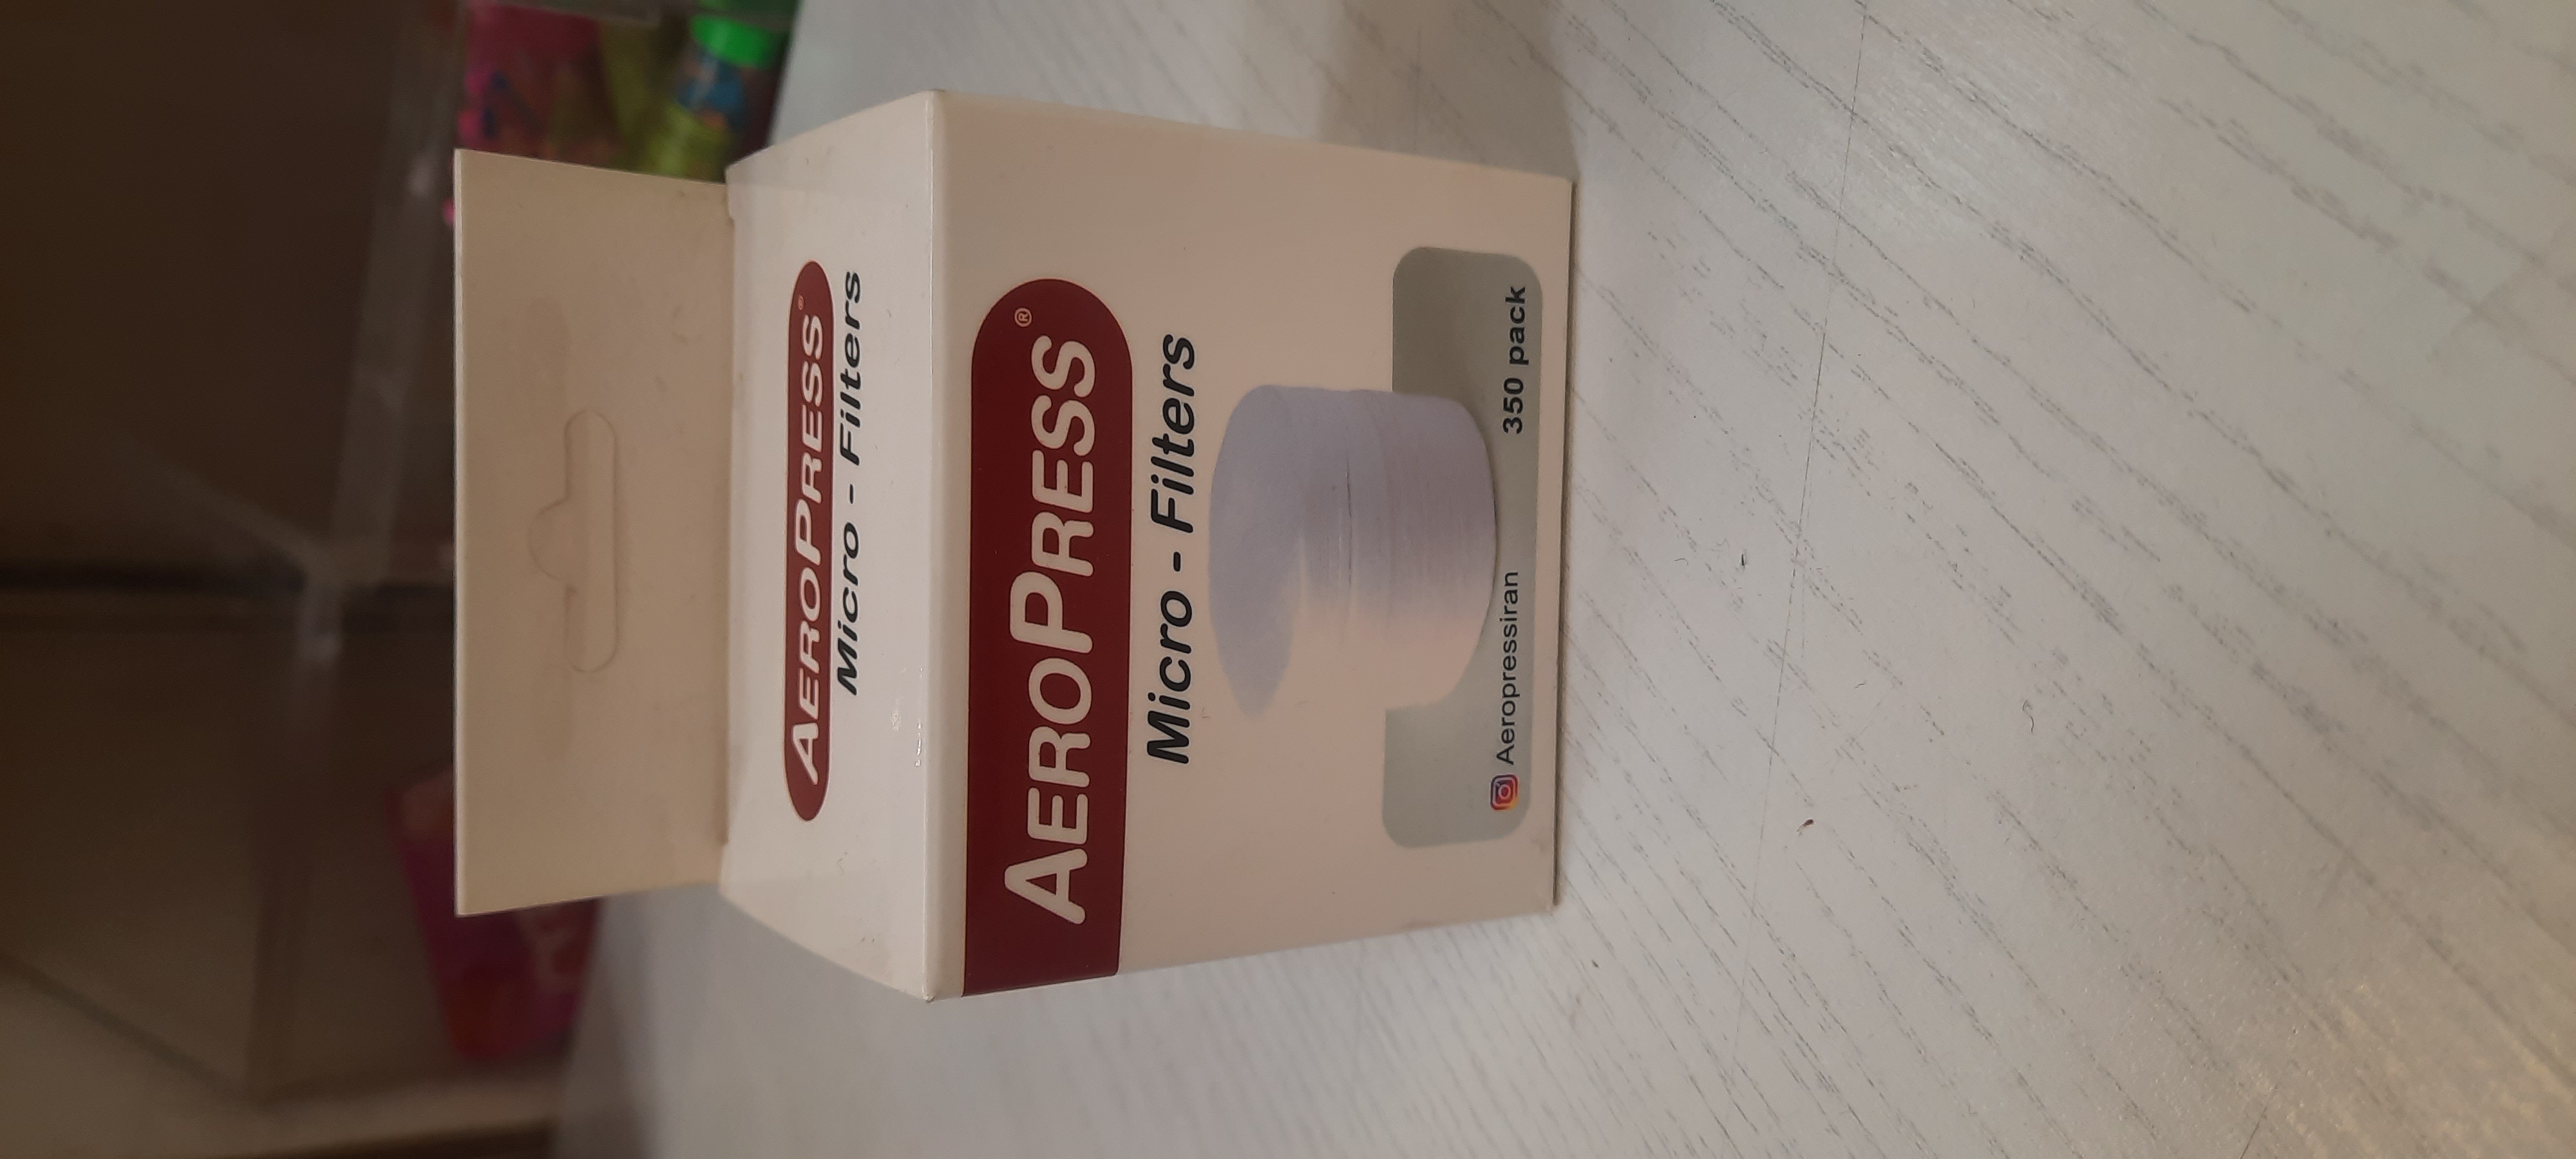 AEROPRESS®
Micro - Filters
AEROPRESS®
Micro - Filters
Aeropressiran 350 pack